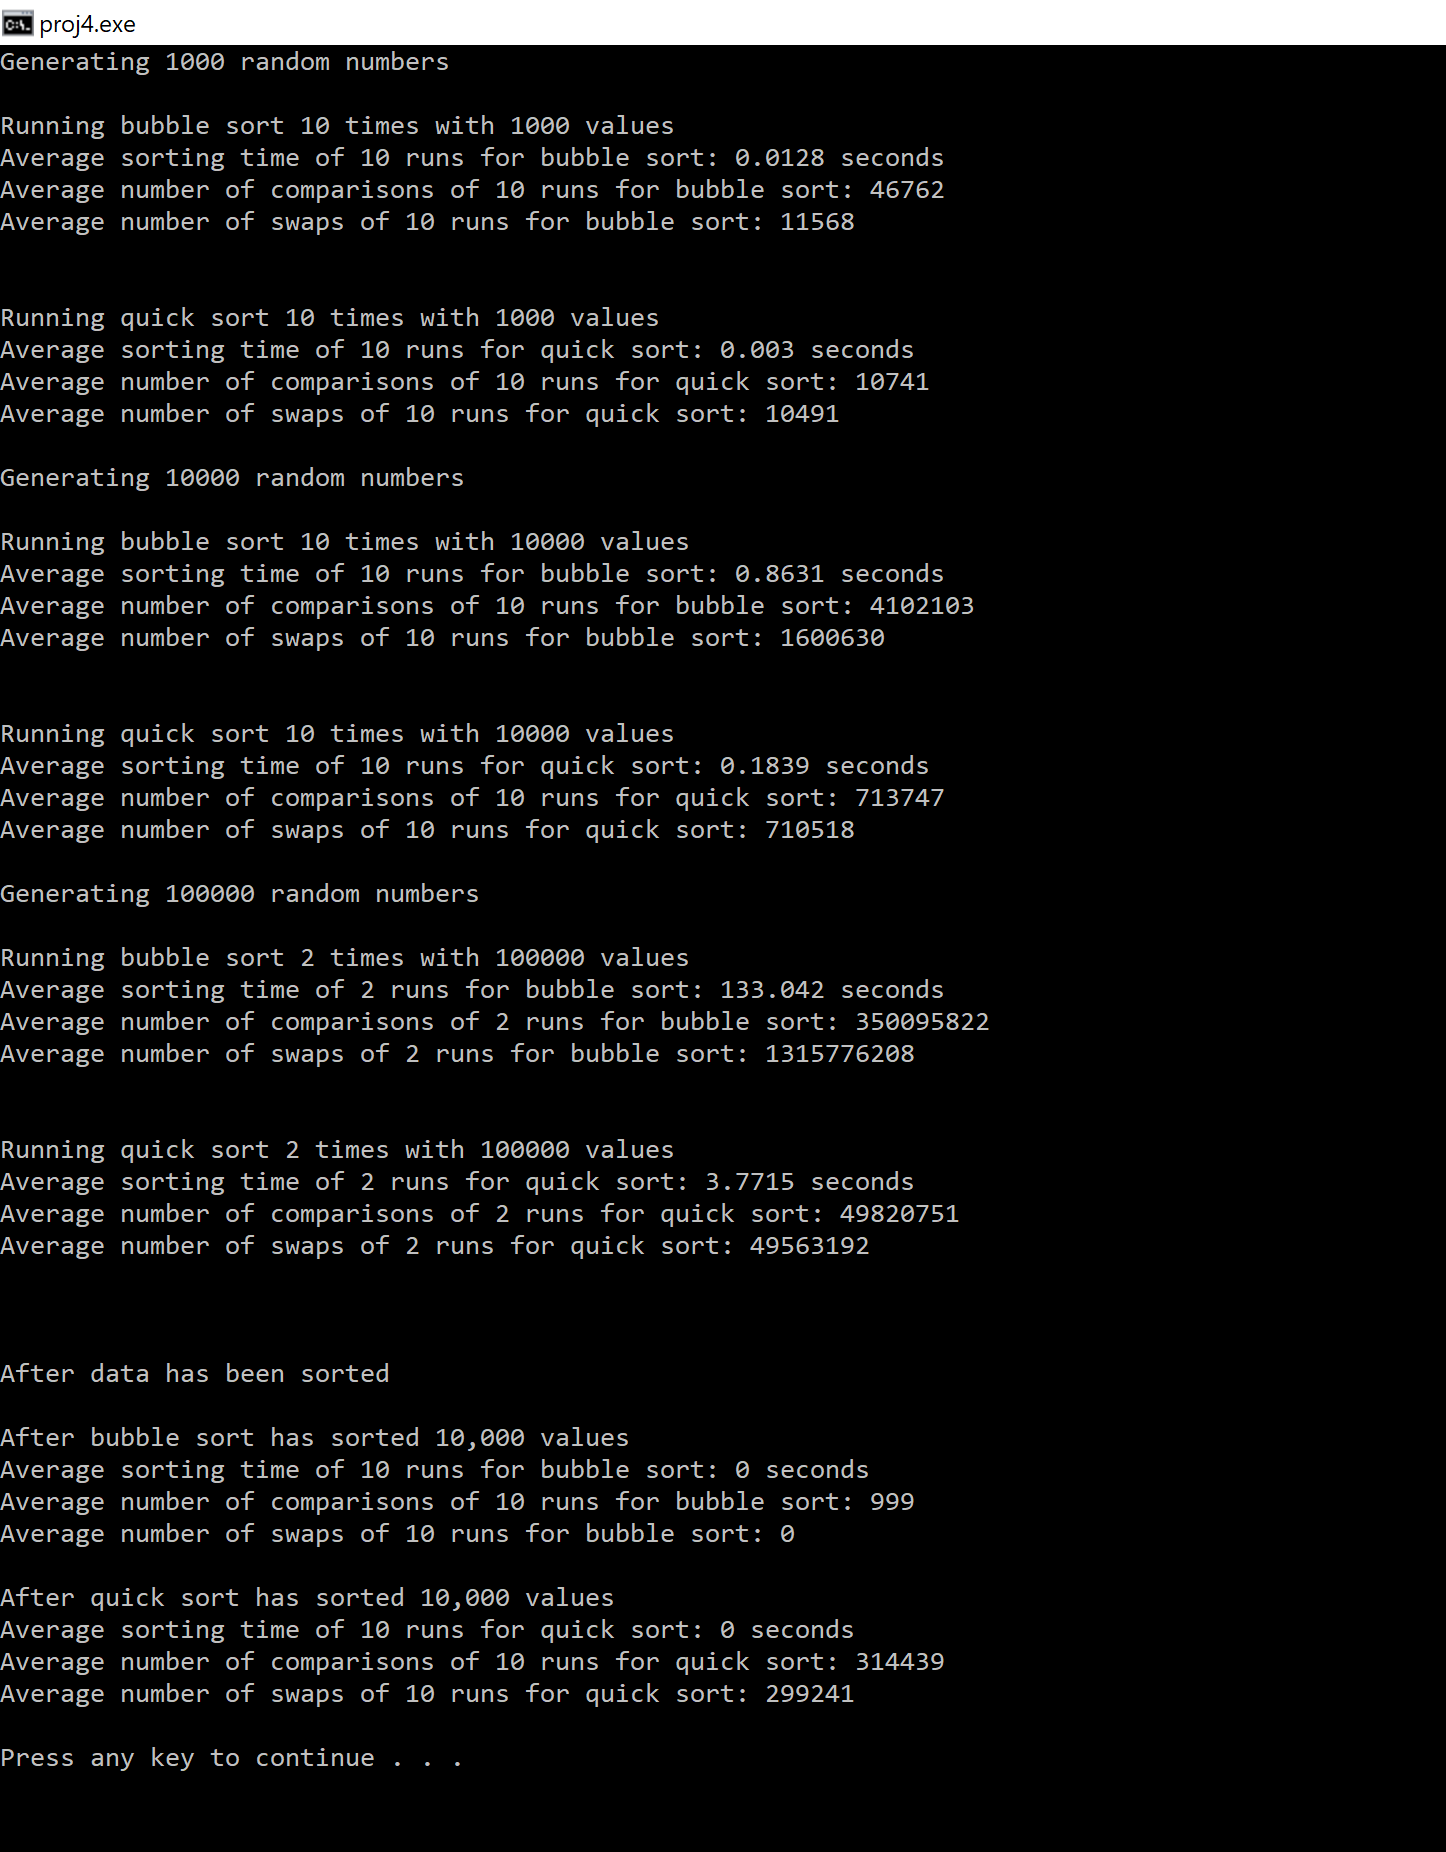 proj4.exe
Generating 1000 random numbers
Running bubble sort 10 times with 1000 values
Average sorting time of 10 runs for bubble sort: 0.0128 seconds
Average number of comparisons of 10 runs for bubble sort: 46762
Average number of swaps of 10 runs for bubble sort: 11568
Running quick sort 10 times with 1000 values
Average sorting time of 10 runs for quick sort: 0.003 seconds
Average number of comparisons of 10 runs for quick sort: 10741
Average number of swaps of 10 runs for quick sort: 10491
Generating 10000 random numbers
Running bubble sort 10 times with 10000 values
Average sorting time of 10 runs for bubble sort: 0.8631 seconds
Average number of comparisons of 10 runs for bubble sort: 4102103
Average number of swaps of 10 runs for bubble sort: 1600630
Running quick sort 10 times with 10000 values
Average sorting time of 10 runs for quick sort: 0.1839 seconds
Average number of comparisons of 10 runs for quick sort: 713747
Average number of swaps of 10 runs for quick sort: 710518
Generating 100000 random numbers
Running bubble sort 2 times with 100000 values
Average sorting time of 2 runs for bubble sort: 133.042 seconds
Average number of comparisons of 2 runs for bubble sort: 350095822
Average number of swaps of 2 runs for bubble sort: 1315776208
Running quick sort 2 times with 100000 values
Average sorting time of 2 runs for quick sort: 3.7715 seconds
Average number of comparisons of 2 runs for quick sort: 49820751
Average number of swaps of 2 runs for quick sort: 49563192
After data has been sorted
After bubble sort has sorted 10,000 values
Average sorting time of 10 runs for bubble sort: 0 seconds
Average number of comparisons of 10 runs for bubble sort: 999
Average number of swaps of 10 runs for bubble sort: 0
After quick sort has sorted 10,000 values
Average sorting time of 10 runs for quick sort: 0 seconds
Average number of comparisons of 10 runs for quick sort: 314439
Average number of swaps of 10 runs for quick sort: 299241
Press any key to continue . . .